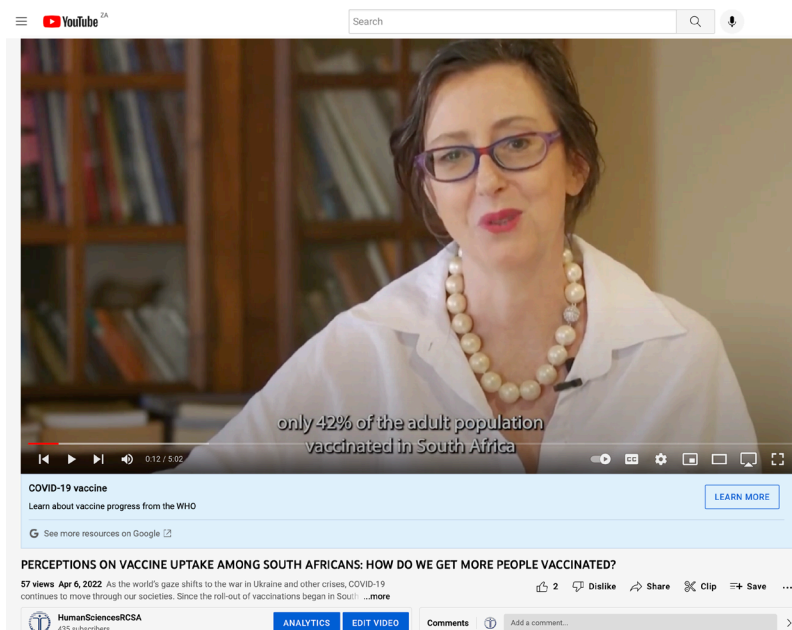 YouTube ZA
Search
only 42% of the adult population
vaccinated in South Africa
0:12 / 5:02
CC
COVID-19 vaccine
Learn about vaccine progress from the WHO
LEARN MORE
G See more resources on Google
PERCEPTIONS ON VACCINE UPTAKE AMONG SOUTH AFRICANS: HOW DO WE GET MORE PEOPLE VACCINATED?
57 views Apr 6, 2022 As the world's gaze shifts to the war in Ukraine and other crises, COVID-19
continues to move through our societies. Since the roll-out of vaccinations began in South ...more
2 Dislike Share Clip Save ...
HumanSciencesRCSA
435 subscribers
ANALYTICS EDIT VIDEO
Comments Add a comment...